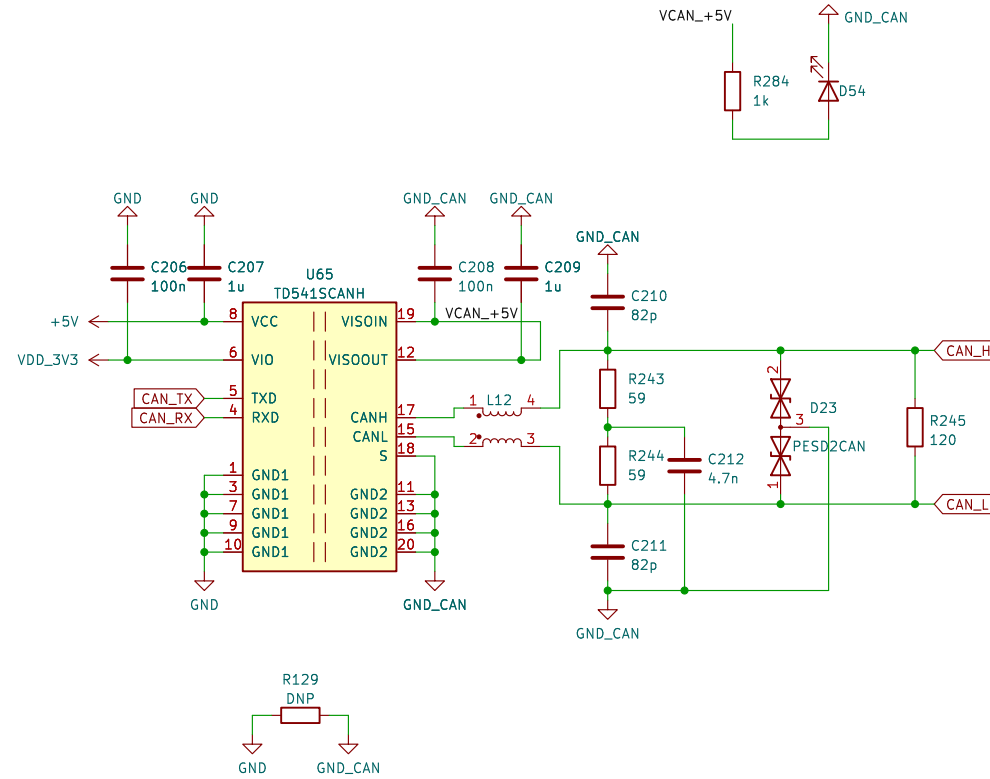 VCAN_+5V
GND_CAN
R284
1k
D54
GND
GND
GND_CAN
GND_CAN
GND_CAN
C206
100n
C207
1u
C208
100n
C209
1u
C210
82p
U65
TD541SCANH
+5V
8
VCC
VISOIN
19
VCAN_+5V
VDD_3V3
6
VIO
VISOOUT
12
CAN_H
CAN_TX
5
TXD
CAN_RX
4
RXD
CANH
17
CANL
15
S
18
1
L12
4
2
3
R243
59
2
D23
3
PESD2CAN
1
R245
120
R244
59
C212
4.7n
1
GND1
3
GND1
GND2
11
7
GND1
GND2
13
9
GND1
GND2
16
10
GND1
GND2
20
CAN_L
C211
82p
GND
GND_CAN
GND_CAN
R129
DNP
GND
GND_CAN